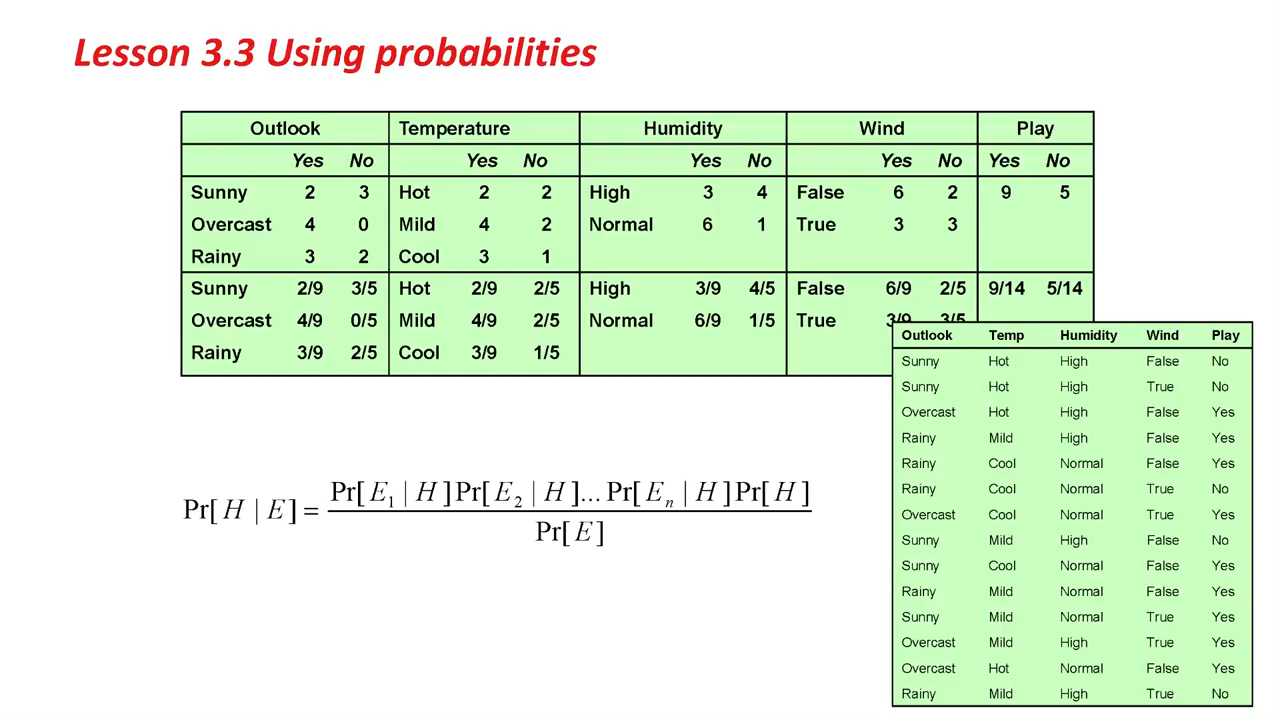 Lesson 3.3 Using probabilities
Outlook Temperature Humidity Wind Play
Yes No Yes No Yes No Yes No Yes No
Sunny 2 3 Hot 2 2 High 3 4 False 6 2 9 5
Overcast 4 0 Mild 4 2 Normal 6 1 True 3 3
Rainy 3 2 Cool 3 1
Sunny 2/9 3/5 Hot 2/9 2/5 High 3/9 4/5 False 6/9 2/5 9/14 5/14
Overcast 4/9 0/5 Mild 4/9 2/5 Normal 6/9 1/5 True 3/9 3/5
Rainy 3/9 2/5 Cool 3/9 1/5
Pr[H | E] = Pr[E₁ | H]Pr[E₂ | H]... Pr[Eₙ | H]Pr[H]
Pr[E]
Outlook Temp Humidity Wind Play
Sunny Hot High False No
Sunny Hot High True No
Overcast Hot High False Yes
Rainy Mild High False Yes
Rainy Cool Normal False Yes
Rainy Cool Normal True No
Overcast Cool Normal True Yes
Sunny Mild High False No
Sunny Cool Normal False Yes
Rainy Mild Normal False Yes
Sunny Mild Normal True Yes
Overcast Mild High True Yes
Overcast Hot Normal False Yes
Rainy Mild High True No